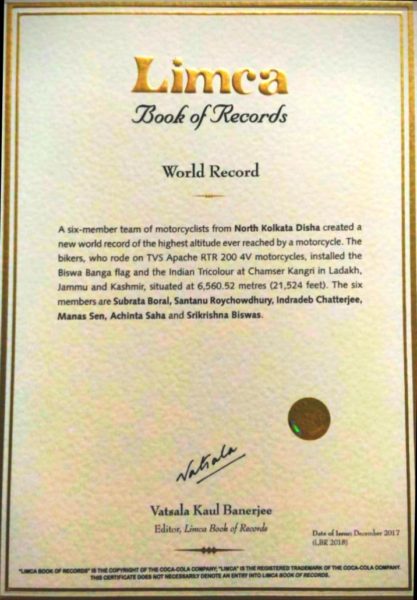 Limca
Book of Records
World Record
A six-member team of motorcyclists from North Kolkata Disha created a
new world record of the highest altitude ever reached by a motorcycle. The
bikers, who rode on TVS Apache RTR 200 4V motorcycles, installed the
Biswa Banga flag and the Indian Tricolour at Chamser Kangri in Ladakh,
Jammu and Kashmir, situated at 6,560.52 metres (21,524 feet). The six
members are Subrata Boral, Santanu Roychowdhury, Indradeb Chatterjee,
Manas Sen, Achinta Saha and Srikrishna Biswas.
Vatsala
Vatsala Kaul Banerjee
Editor, Limca Book of Records
Date of Issue: December 2017
(LBR 2018)
"LIMCA BOOK OF RECORDS" IS THE COPYRIGHT OF THE COCA-COLA COMPANY; "LIMCA" IS THE REGISTERED TRADEMARK OF THE COCA-COLA COMPANY.
THIS CERTIFICATE DOES NOT NECESSARILY DENOTE AN ENTRY INTO LIMCA BOOK OF RECORDS.